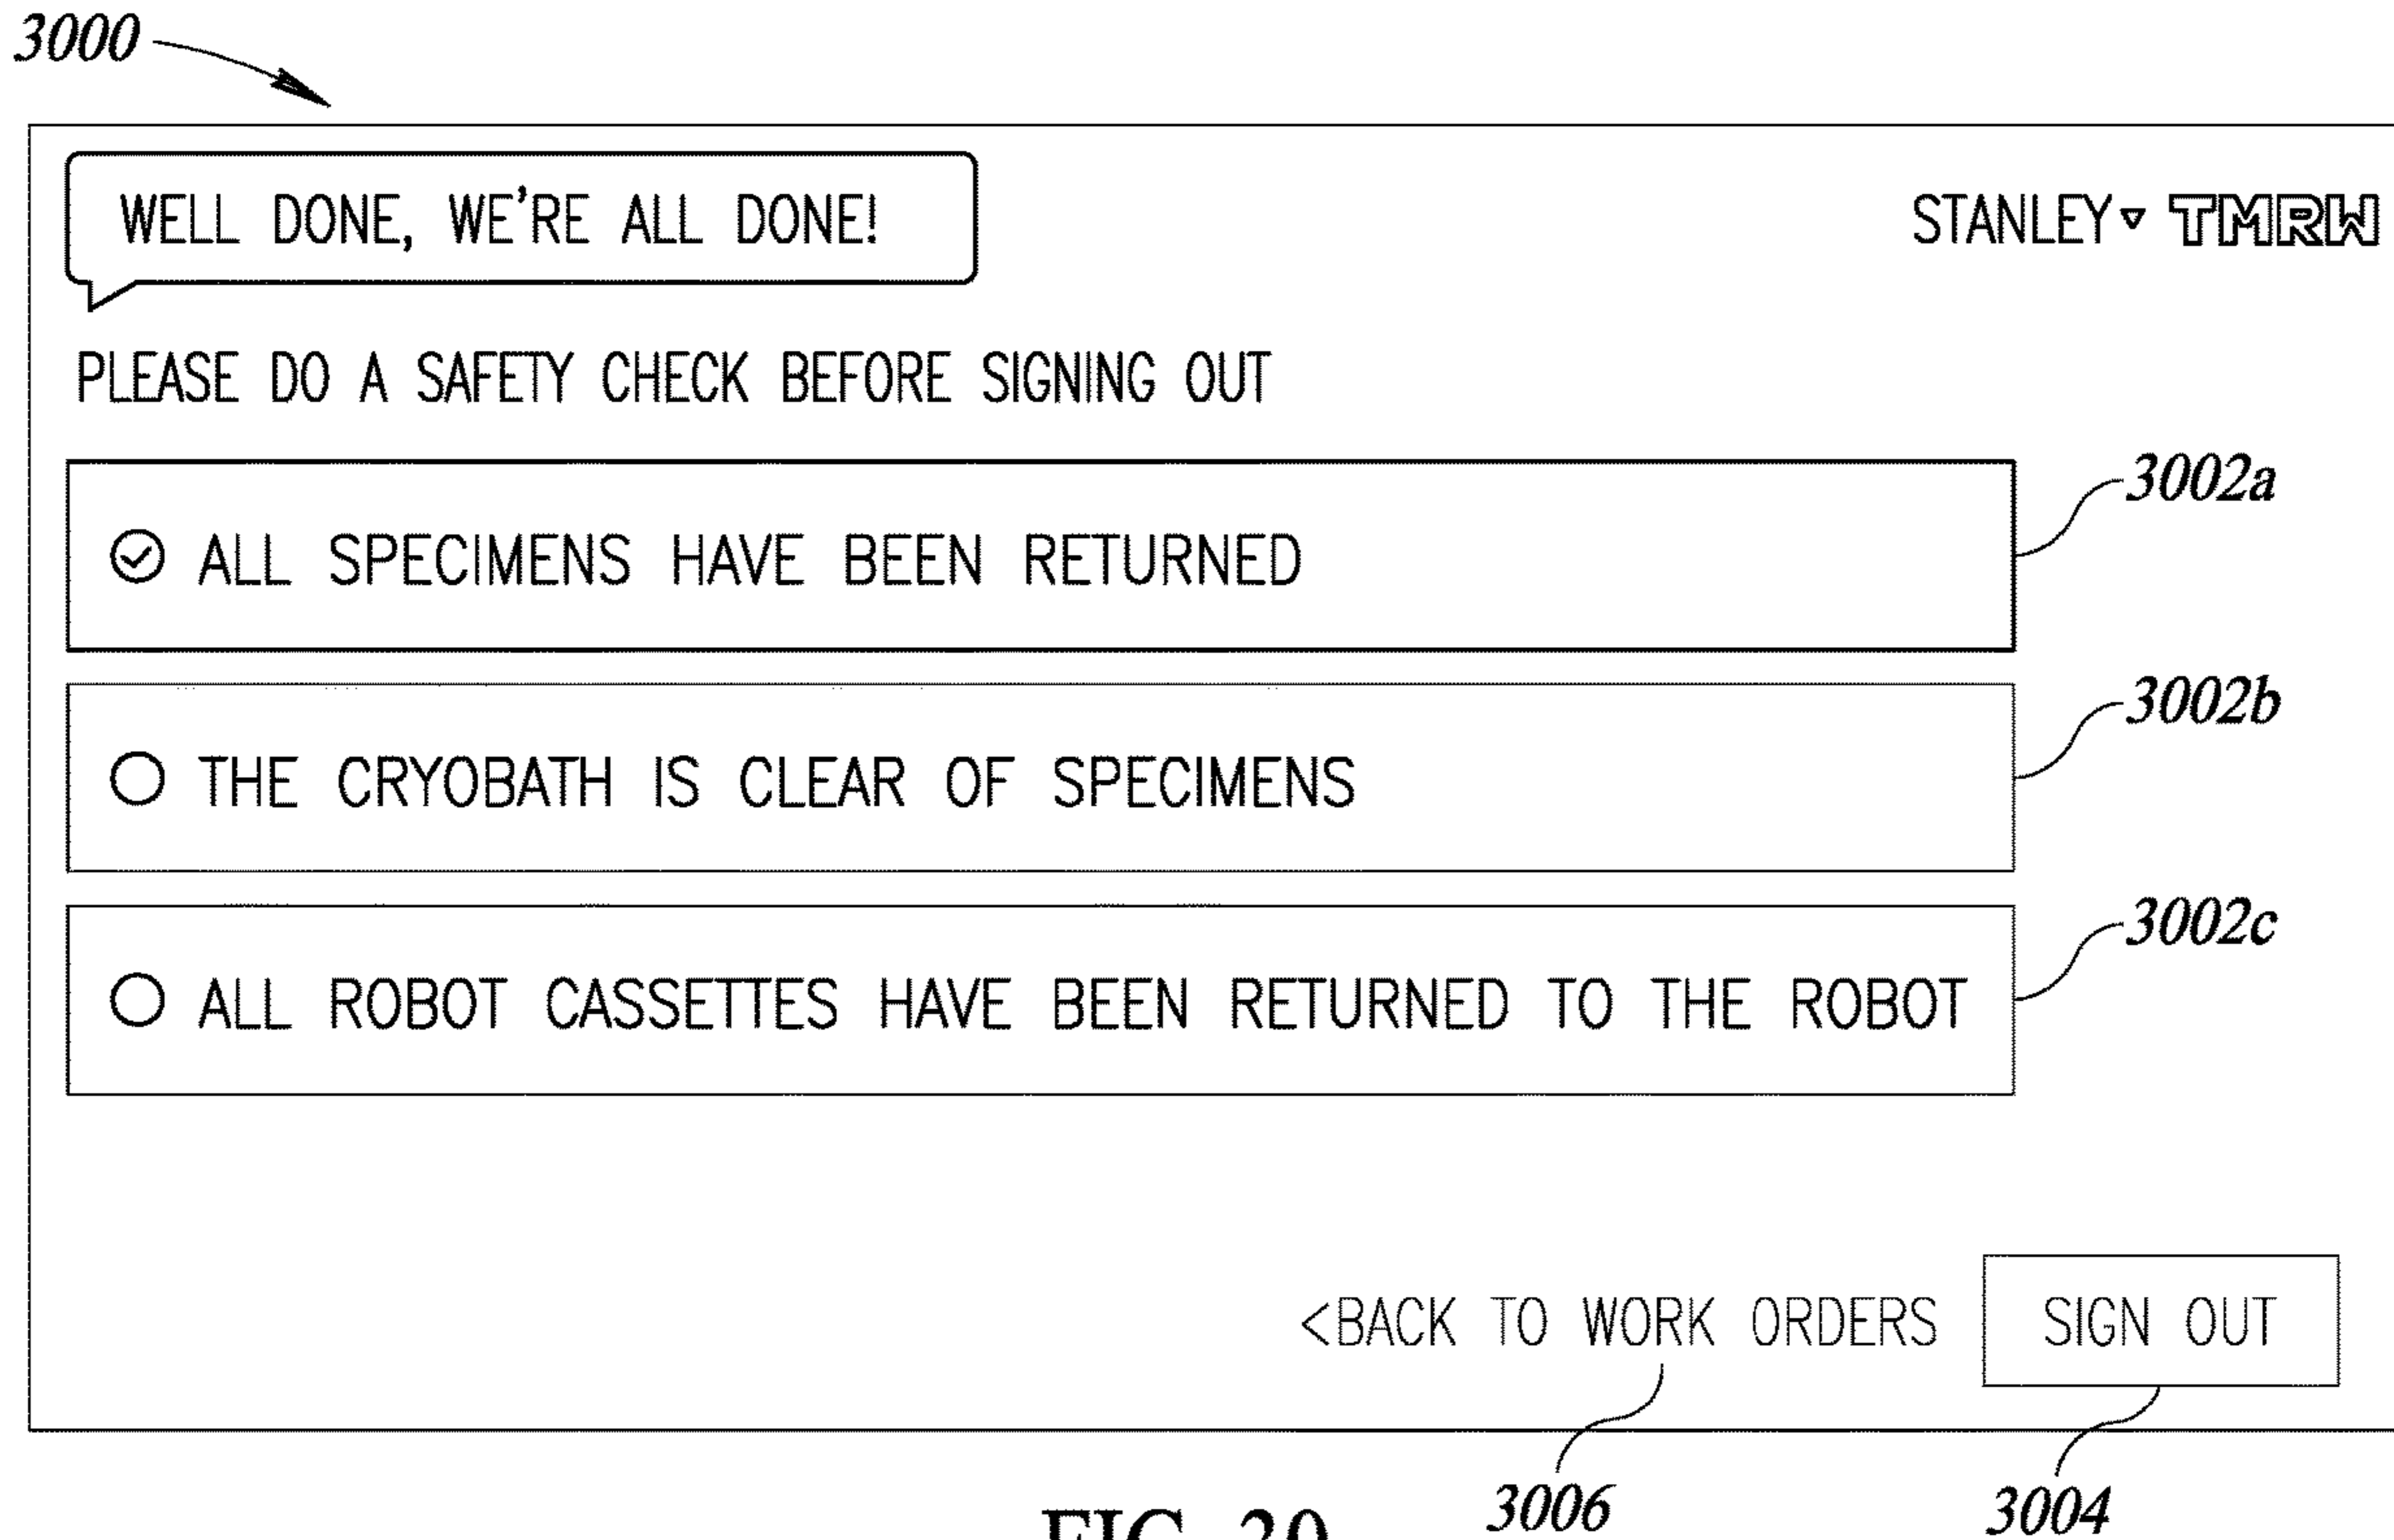 3000
WELL DONE, WE'RE ALL DONE!
STANLEY TMRW
PLEASE DO A SAFETY CHECK BEFORE SIGNING OUT
3002a
ALL SPECIMENS HAVE BEEN RETURNED
3002b
THE CRYOBATH IS CLEAR OF SPECIMENS
3002c
ALL ROBOT CASSETTES HAVE BEEN RETURNED TO THE ROBOT
<BACK TO WORK ORDERS
SIGN OUT
3006
3004
FIG. 30